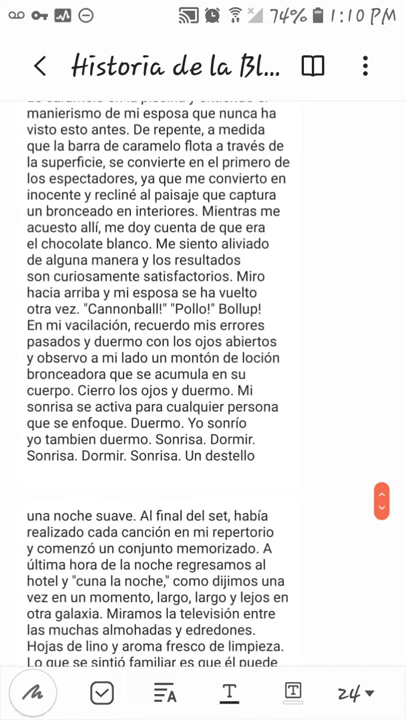 74% 1:10 PM
Historia de la Bl...
manierismo de mi esposa que nunca ha
visto esto antes. De repente, a medida
que la barra de caramelo flota a través de
la superficie, se convierte en el primero de
los espectadores, ya que me convierto en
inocente y recliné al paisaje que captura
un bronceado en interiores. Mientras me
acuesto allí, me doy cuenta de que era
el chocolate blanco. Me siento aliviado
de alguna manera y los resultados
son curiosamente satisfactorios. Miro
hacia arriba y mi esposa se ha vuelto
otra vez. "Cannonball!" "Pollo!" Bollup!
En mi vacilación, recuerdo mis errores
pasados y duermo con los ojos abiertos
y observo a mi lado un montón de loción
bronceadora que se acumula en su
cuerpo. Cierro los ojos y duermo. Mi
sonrisa se activa para cualquier persona
que se enfoque. Duermo. Yo sonrío
yo tambien duermo. Sonrisa. Dormir.
Sonrisa. Dormir. Sonrisa. Un destello
una noche suave. Al final del set, había
realizado cada canción en mi repertorio
y comenzó un conjunto memorizado. A
última hora de la noche regresamos al
hotel y "cuna la noche," como dijimos una
vez en un momento, largo, largo y lejos en
otra galaxia. Miramos la televisión entre
las muchas almohadas y edredones.
Hojas de lino y aroma fresco de limpieza.
Lo que se sintió familiar es que él puede
24